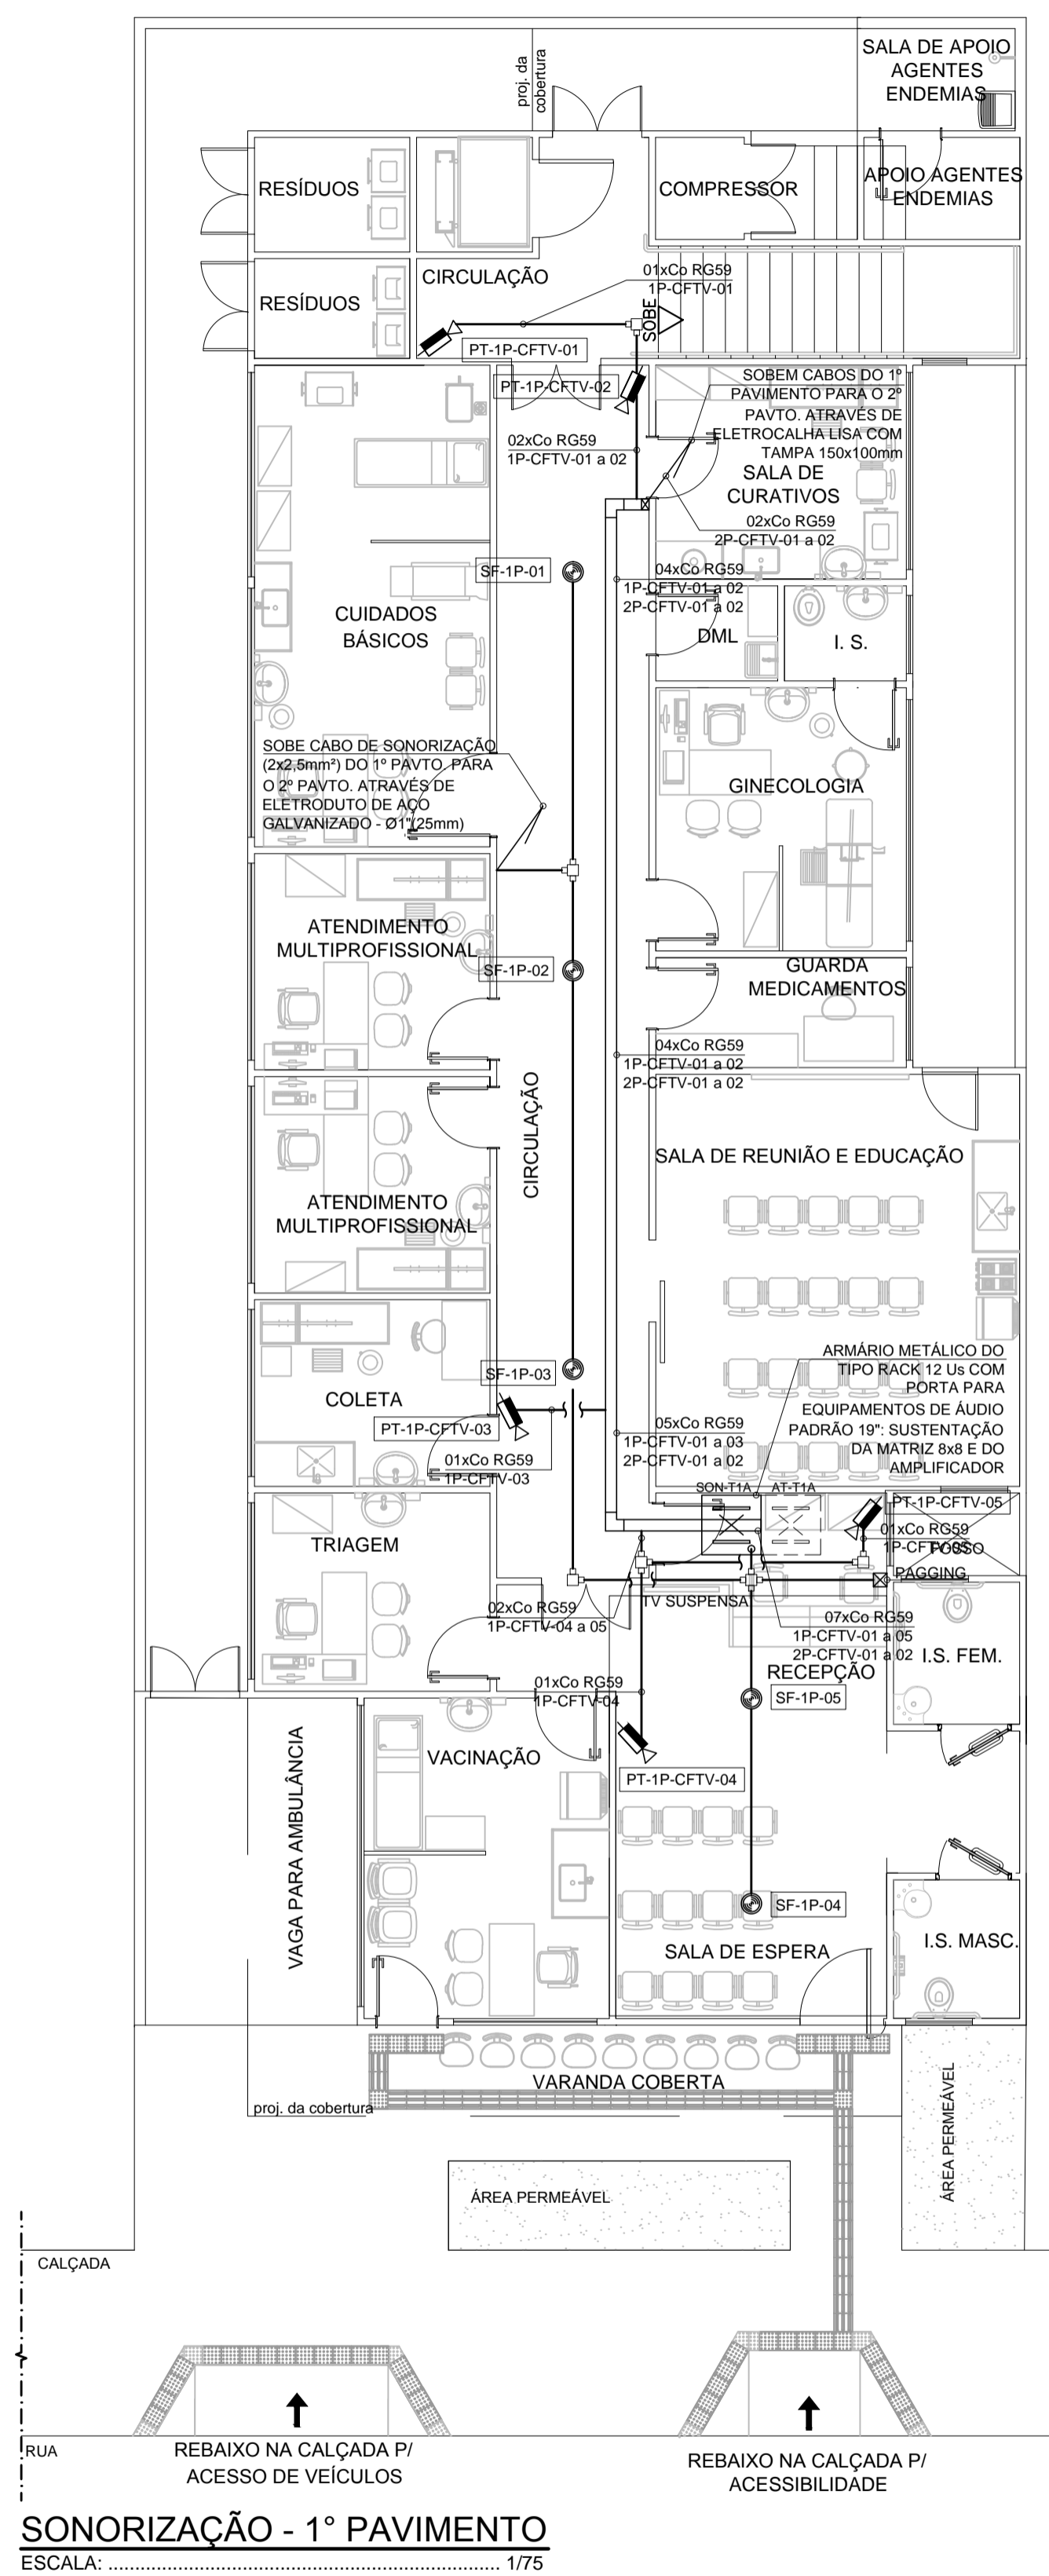 SALA DE APOIO
AGENTES
ENDEMIAS
proj. da
cobertura
RESÍDUOS
COMPRESSOR
APOIO AGENTES
ENDEMIAS
CIRCULAÇÃO
01xCo RG59
1P-CFTV-01
RESÍDUOS
SOBE
PT-1P-CFTV-01
PT-1P-CFTV-02
SOBEM CABOS DO 1º
PAVIMENTO PARA O 2º
PAVTO. ATRAVÉS DE
ELETROCALHA LISA COM
TAMPA 150x100mm
02xCo RG59
1P-CFTV-01 a 02
SALA DE
CURATIVOS
02xCo RG59
2P-CFTV-01 a 02
SF-1P-01
04xCo RG59
1P-CFTV-01 a 02
2P-CFTV-01 a 02
CUIDADOS
BÁSICOS
DML
I. S.
SOBE CABO DE SONORIZAÇÃO
(2x2,5mm²) DO 1º PAVTO. PARA
O 2º PAVTO. ATRAVÉS DE
ELETRODUTO DE AÇO
GALVANIZADO - Ø1"(25mm)
GINECOLOGIA
ATENDIMENTO
MULTIPROFISSIONAL
SF-1P-02
GUARDA
MEDICAMENTOS
04xCo RG59
1P-CFTV-01 a 02
2P-CFTV-01 a 02
CIRCULAÇÃO
SALA DE REUNIÃO E EDUCAÇÃO
ATENDIMENTO
MULTIPROFISSIONAL
ARMÁRIO METÁLICO DO
TIPO RACK 12 Us COM
PORTA PARA
EQUIPAMENTOS DE ÁUDIO
PADRÃO 19": SUSTENTAÇÃO
DA MATRIZ 8x8 E DO
AMPLIFICADOR
SF-1P-03
COLETA
PT-1P-CFTV-03
05xCo RG59
1P-CFTV-01 a 03
2P-CFTV-01 a 02
01xCo RG59
1P-CFTV-03
SON-T1A
AT-T1A
PT-1P-CFTV-05
01xCo RG59
1P-CFTV-05
FOSSO
PAGGING
TRIAGEM
TV SUSPENSA
02xCo RG59
1P-CFTV-04 a 05
07xCo RG59
1P-CFTV-01 a 05
2P-CFTV-01 a 02
I.S. FEM.
RECEPÇÃO
01xCo RG59
1P-CFTV-04
SF-1P-05
VACINAÇÃO
PT-1P-CFTV-04
VAGA PARA AMBULÂNCIA
SF-1P-04
SALA DE ESPERA
I.S. MASC.
VARANDA COBERTA
proj. da cobertura
ÁREA PERMEÁVEL
ÁREA PERMEÁVEL
CALÇADA
RUA
REBAIXO NA CALÇADA P/
ACESSO DE VEÍCULOS
REBAIXO NA CALÇADA P/
ACESSIBILIDADE
SONORIZAÇÃO - 1° PAVIMENTO
ESCALA: ........................................................................ 1/75